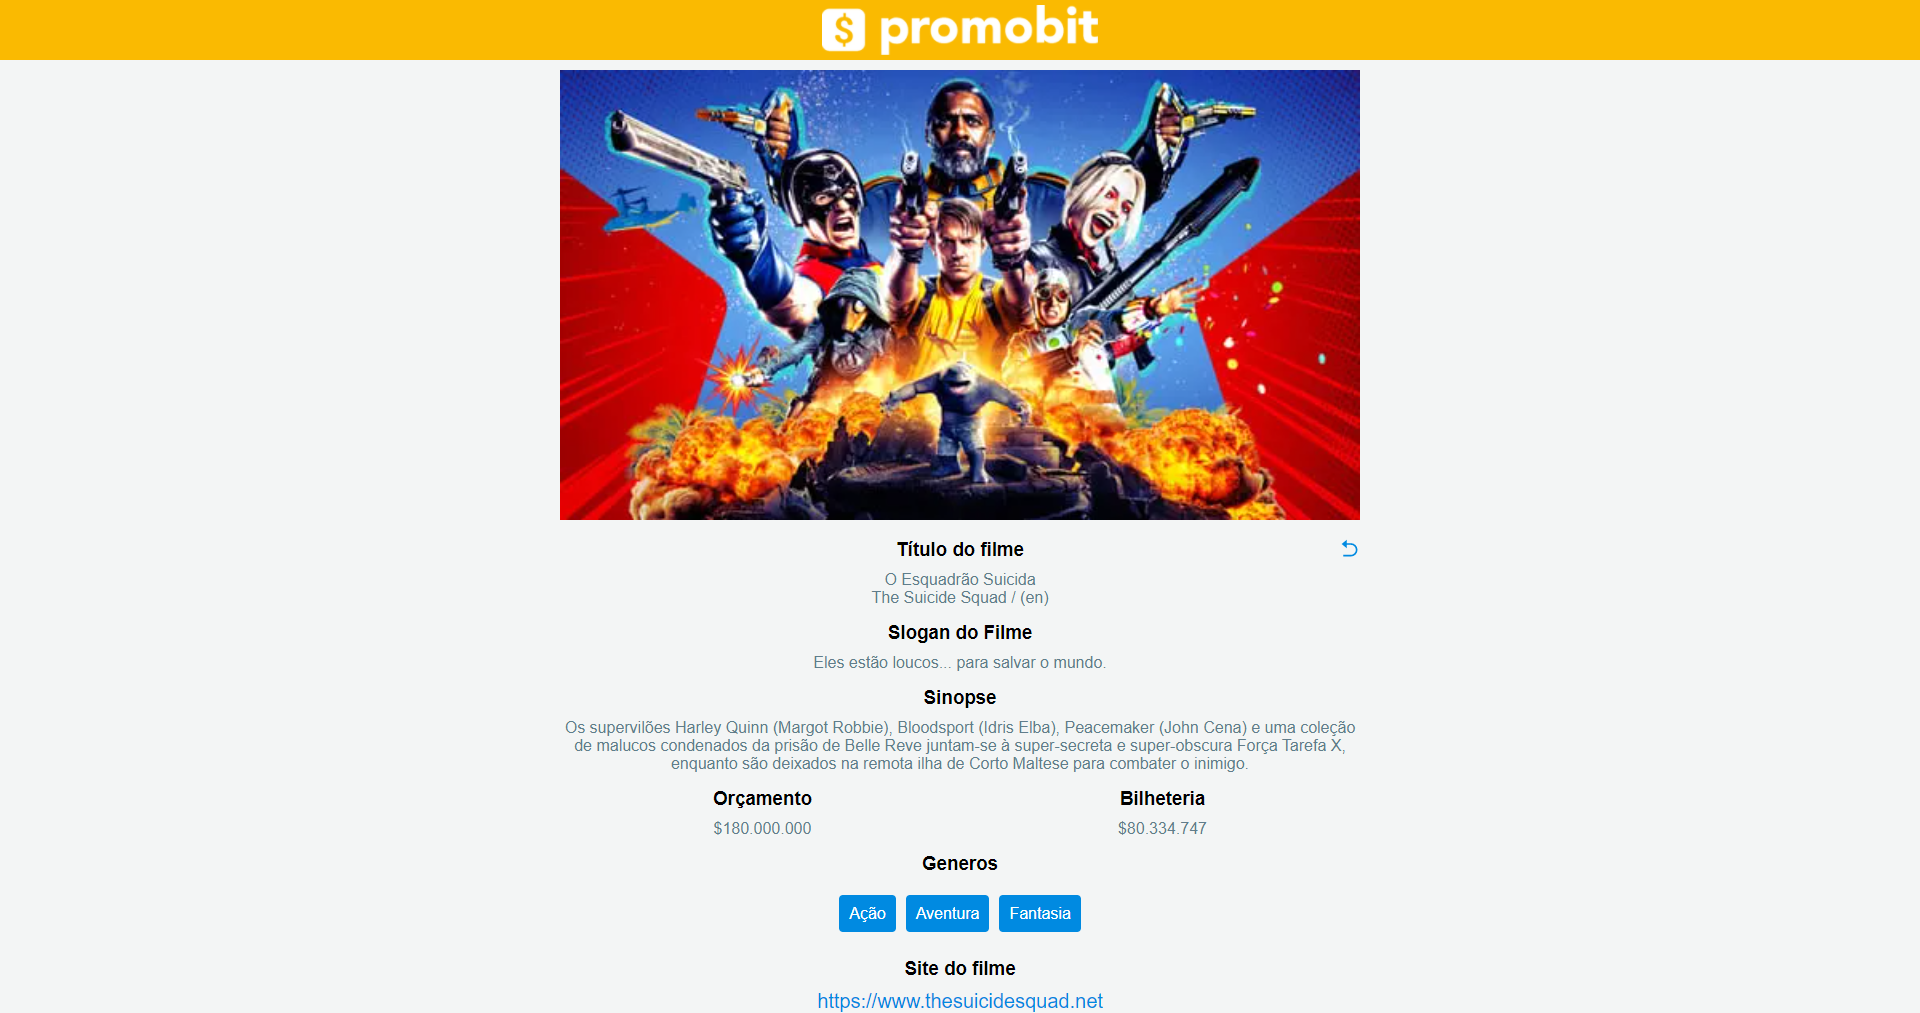 $ promobit
Título do filme
O Esquadrão Suicida
The Suicide Squad / (en)
Slogan do Filme
Eles estão loucos... para salvar o mundo.
Sinopse
Os supervilões Harley Quinn (Margot Robbie), Bloodsport (Idris Elba), Peacemaker (John Cena) e uma coleção
de malucos condenados da prisão de Belle Reve juntam-se à super-secreta e super-obscura Força Tarefa X,
enquanto são deixados na remota ilha de Corto Maltese para combater o inimigo.
Orçamento
$180.000.000
Bilheteria
$80.334.747
Generos
Ação
Aventura
Fantasia
Site do filme
https://www.thesuicidesquad.net